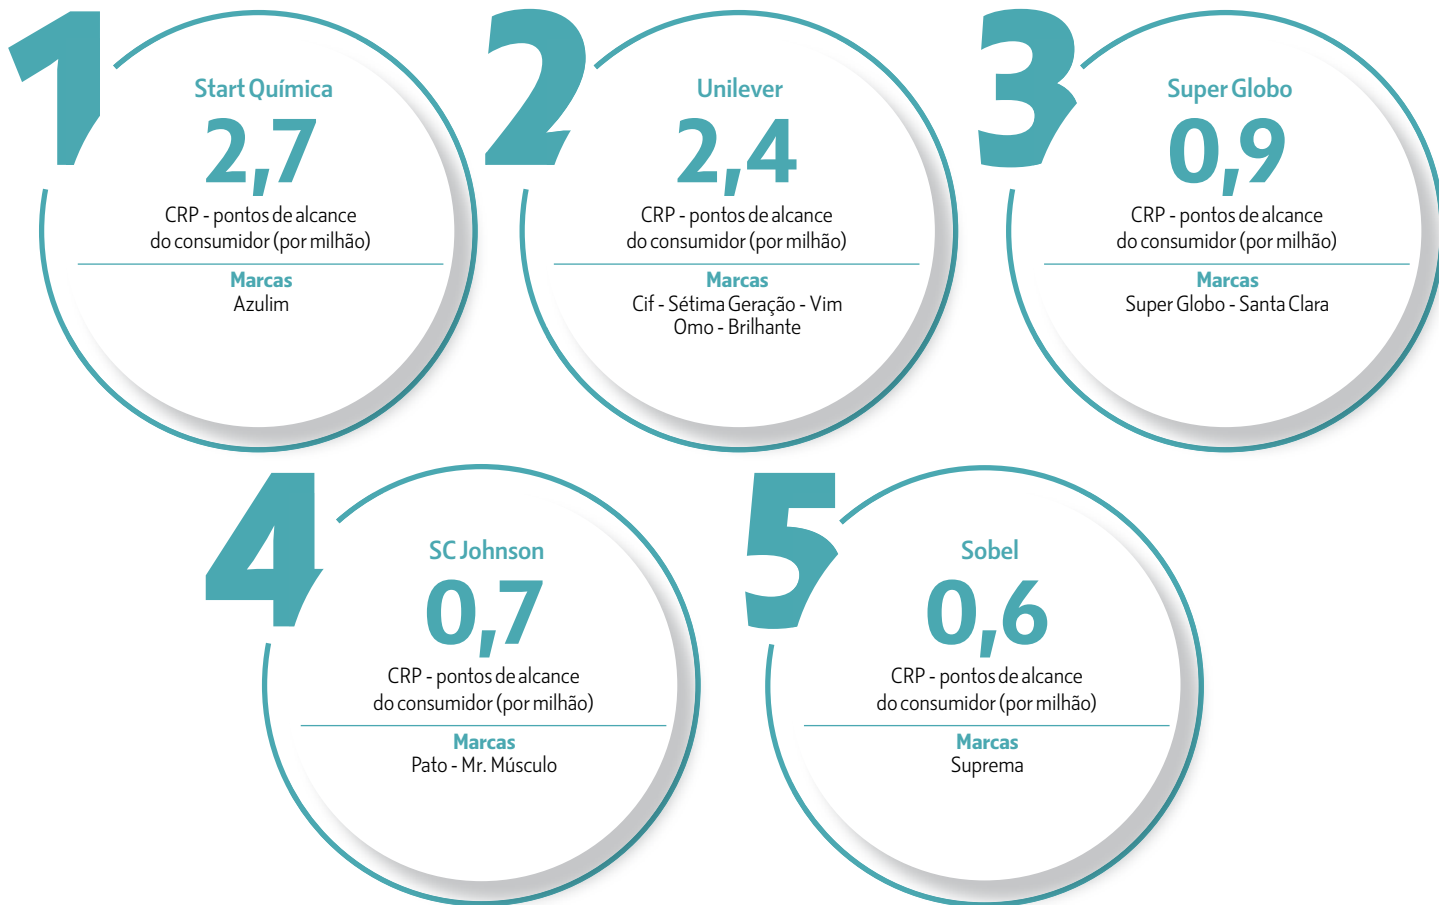 1
Start Química
2,7
CRP - pontos de alcance
do consumidor (por milhão)
Marcas
Azulim
2
Unilever
2,4
CRP - pontos de alcance
do consumidor (por milhão)
Marcas
Cif - Sétima Geração - Vim
Omo - Brilhante
3
Super Globo
0,9
CRP - pontos de alcance
do consumidor (por milhão)
Marcas
Super Globo - Santa Clara
4
SC Johnson
0,7
CRP - pontos de alcance
do consumidor (por milhão)
Marcas
Pato - Mr. Músculo
5
Sobel
0,6
CRP - pontos de alcance
do consumidor (por milhão)
Marcas
Suprema